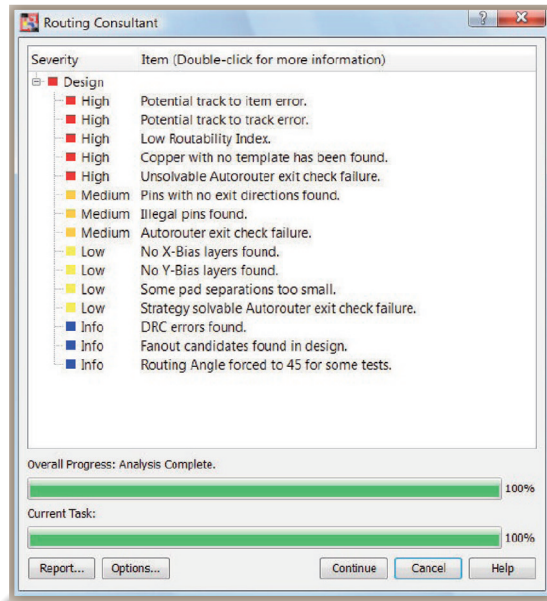 Routing Consultant
Severity Item (Double-click for more information)
Design
High Potential track to item error.
High Potential track to track error.
High Low Routability Index.
High Copper with no template has been found.
High Unsolvable Autorouter exit check failure.
Medium Pins with no exit directions found.
Medium Illegal pins found.
Medium Autorouter exit check failure.
Low No X-Bias layers found.
Low No Y-Bias layers found.
Low Some pad separations too small.
Low Strategy solvable Autorouter exit check failure.
Info DRC errors found.
Info Fanout candidates found in design.
Info Routing Angle forced to 45 for some tests.
Overall Progress: Analysis Complete.
100%
Current Task:
100%
Report... Options... Continue Cancel Help